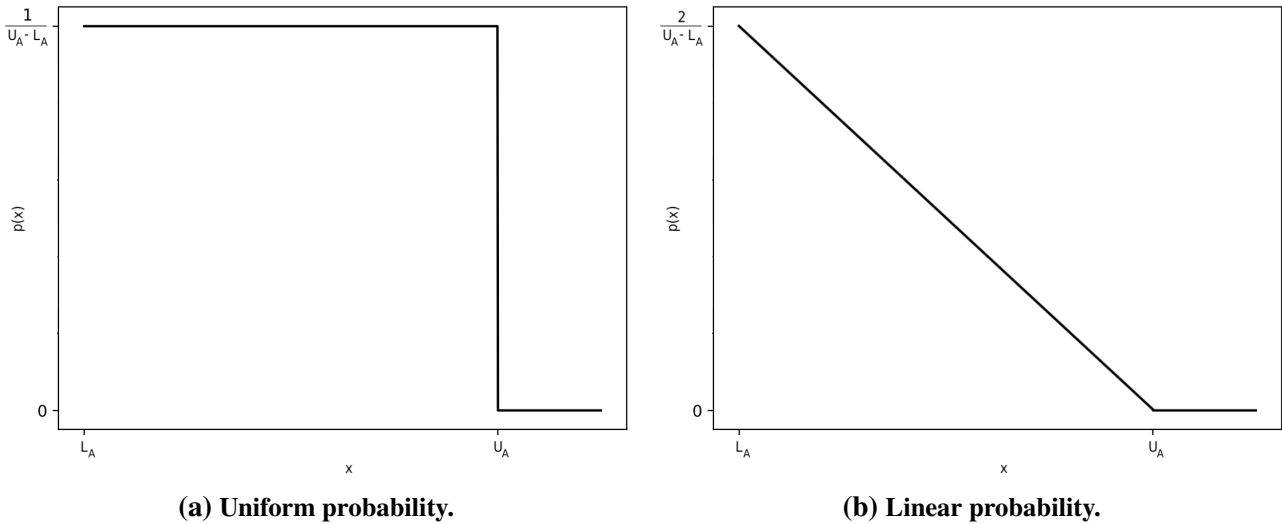 1
U_A - L_A
p(x)
0
L_A
U_A
x
(a) Uniform probability.
2
U_A - L_A
p(x)
0
L_A
U_A
x
(b) Linear probability.